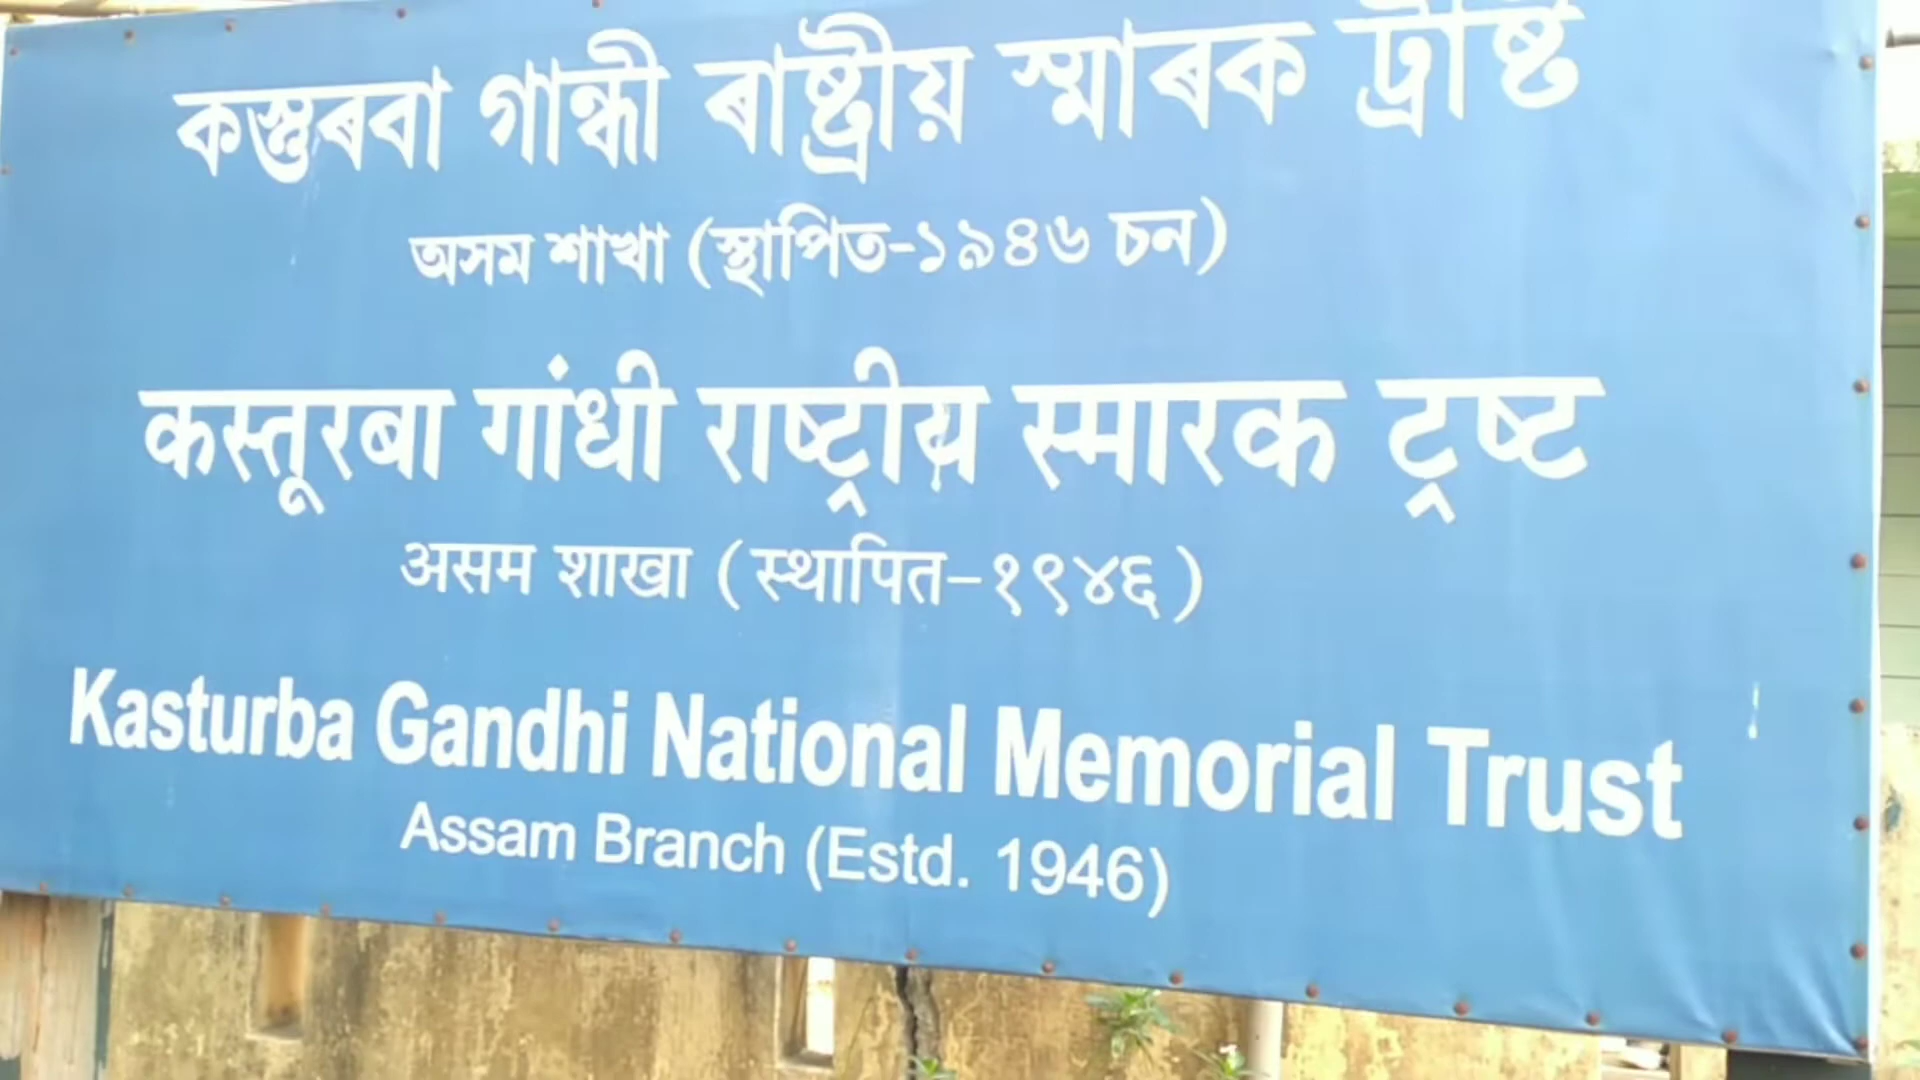 কস্তুৰবা গান্ধী ৰাষ্ট্ৰীয় স্মাৰক ট্ৰাষ্ট
অসম শাখা (স্থাপিত-১৯৪৬ চন)
कस्तूरबा गांधी राष्ट्रीय स्मारक ट्रष्ट
असम शाखा (स्थापित-१९४६)
Kasturba Gandhi National Memorial Trust
Assam Branch (Estd. 1946)